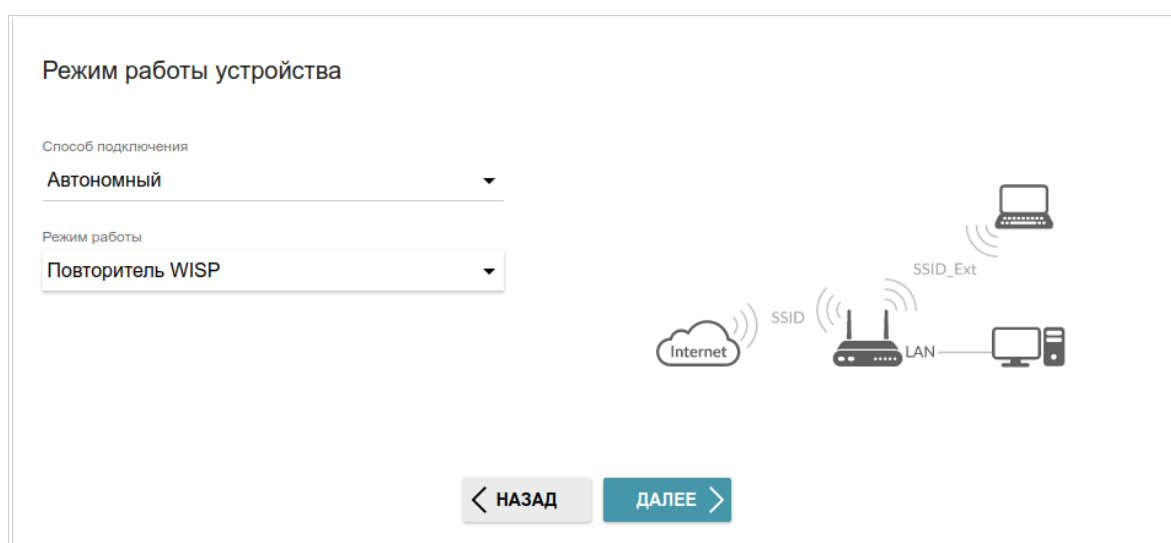 Режим работы устройства
Способ подключения
Автономный
Режим работы
Повторитель WISP
SSID_Ext
SSID
Internet
LAN
НАЗАД
ДАЛЕЕ